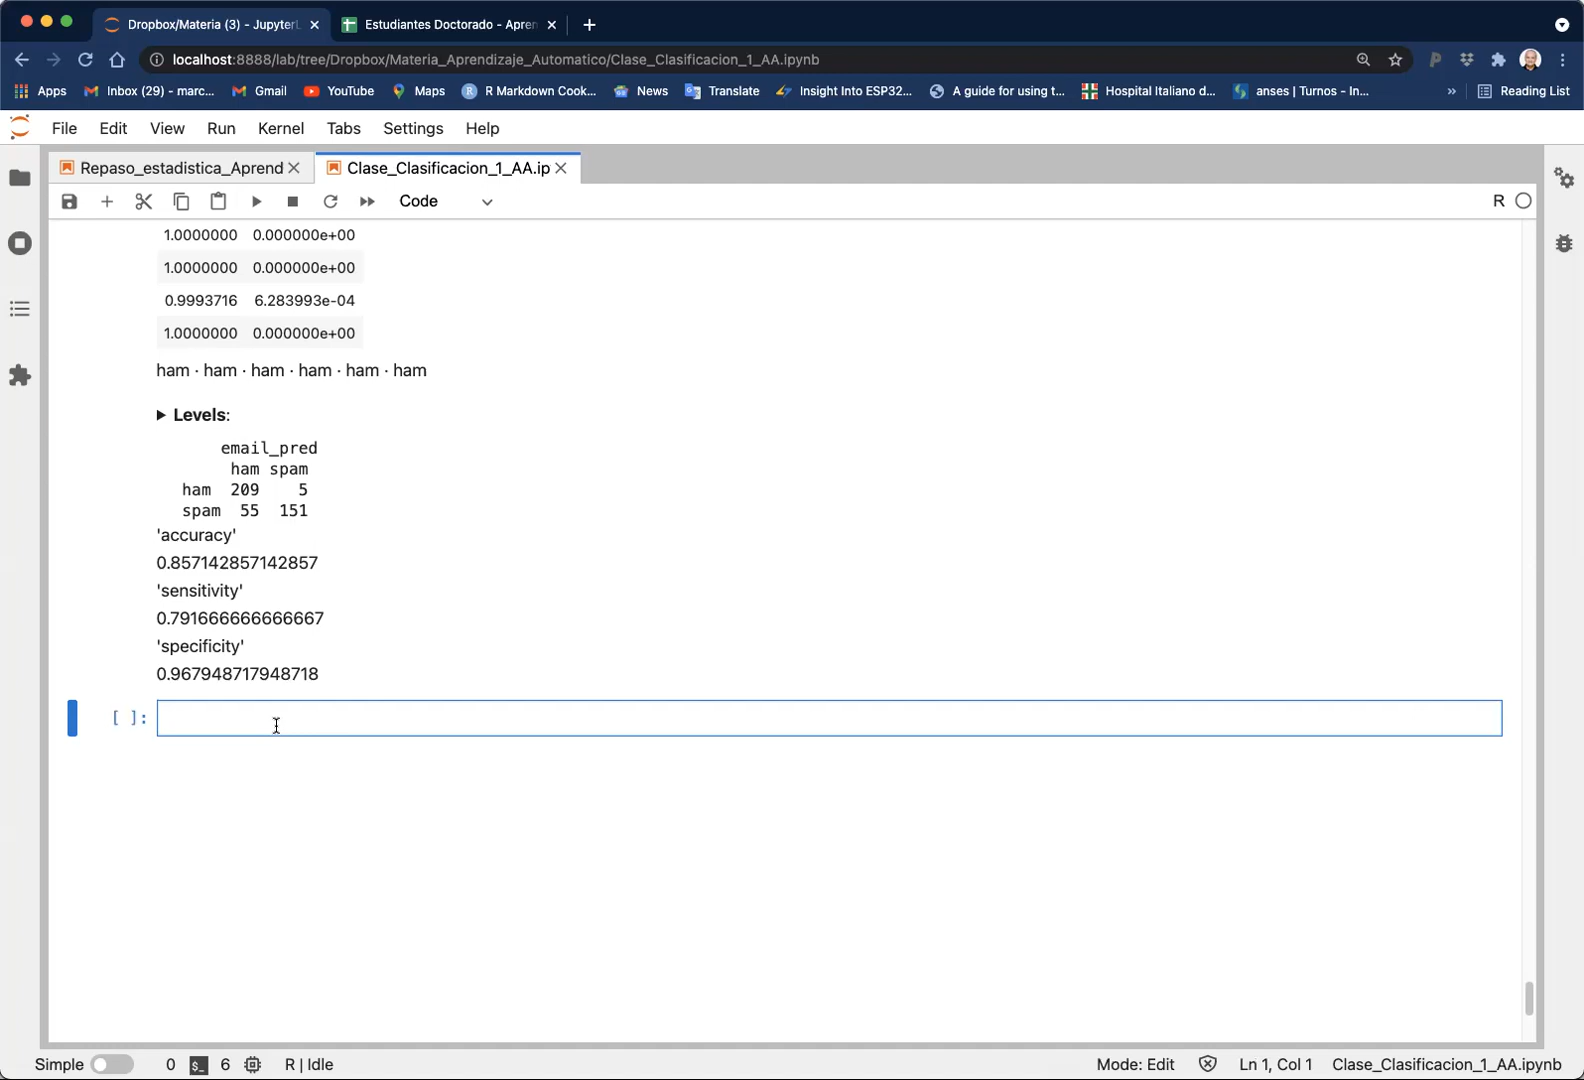 Dropbox/Materia (3) - JupyterL
Estudiantes Doctorado - Apren
localhost:8888/lab/tree/Dropbox/Materia_Aprendizaje_Automatico/Clase_Clasificacion_1_AA.ipynb
Apps Inbox (29) - marc... Gmail YouTube Maps R Markdown Cook... News Translate Insight Into ESP32... A guide for using t... Hospital Italiano d... anses | Turnos - In... » Reading List
File Edit View Run Kernel Tabs Settings Help
Repaso_estadistica_Aprend Clase_Clasificacion_1_AA.ip
Code R
1.0000000 0.000000e+00
1.0000000 0.000000e+00
0.9993716 6.283993e-04
1.0000000 0.000000e+00
ham · ham · ham · ham · ham · ham
Levels:
email_pred
ham spam
ham 209 5
spam 55 151
'accuracy'
0.857142857142857
'sensitivity'
0.791666666666667
'specificity'
0.967948717948718
[ ]:
Simple 0 $_ 6 R | Idle Mode: Edit Ln 1, Col 1 Clase_Clasificacion_1_AA.ipynb